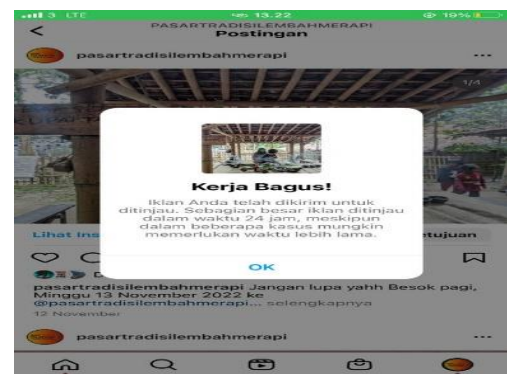 3 LTE
13.22
19%
PASARTRADISILEMBAHMERAPI
Postingan
pasartradisilembahmerapi
1/4
Kerja Bagus!
Iklan Anda telah dikirim untuk
ditinjau. Sebagian besar iklan ditinjau
dalam waktu 24 jam, meskipun
dalam beberapa kasus mungkin
memerlukan waktu lebih lama.
Lihat Ins
tujuan
OK
pasartradisilembahmerapi Jangan lupa yahh Besok pagi,
Minggu 13 November 2022 ke
@pasartradisilembahmerapi... selengkapnya
12 November
pasartradisilembahmerapi